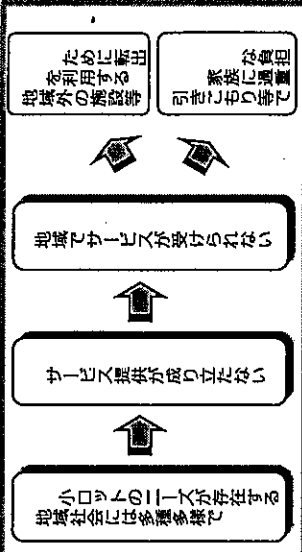 地域社会には多種多様で
小ロットのニーズが存在する
サービス提供が成り立たない
地域でサービスが受けられない
地域外の施設等
を利用する
ために転出
引きこもり等で
家族に過重
な負担